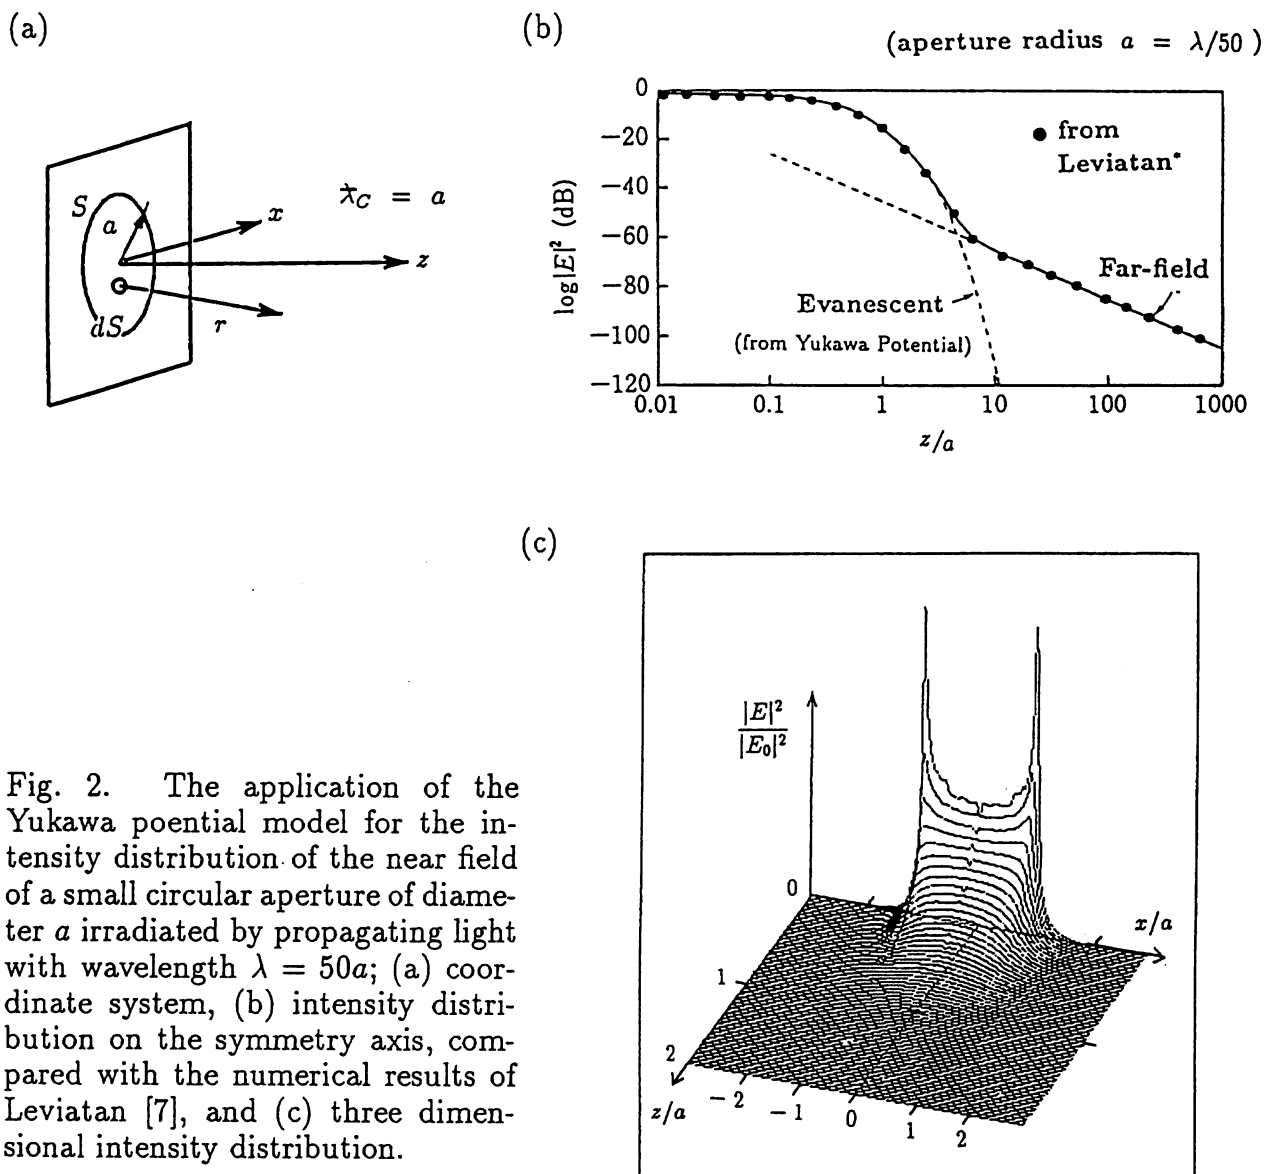 (a)
S
a
x
z
dS
r
ƛ_C = a
(b)
(aperture radius a = λ/50 )
log|E|² (dB)
0
−20
−40
−60
−80
−100
−120
● from
Leviatan*
Far-field
Evanescent
(from Yukawa Potential)
0.01 0.1 1 10 100 1000
z/a
(c)
|E|²
|E₀|²
0
1
2
z/a
x/a
−2 −1 0 1 2
Fig. 2. The application of the
Yukawa poential model for the in-
tensity distribution of the near field
of a small circular aperture of diame-
ter a irradiated by propagating light
with wavelength λ = 50a; (a) coor-
dinate system, (b) intensity distri-
bution on the symmetry axis, com-
pared with the numerical results of
Leviatan [7], and (c) three dimen-
sional intensity distribution.